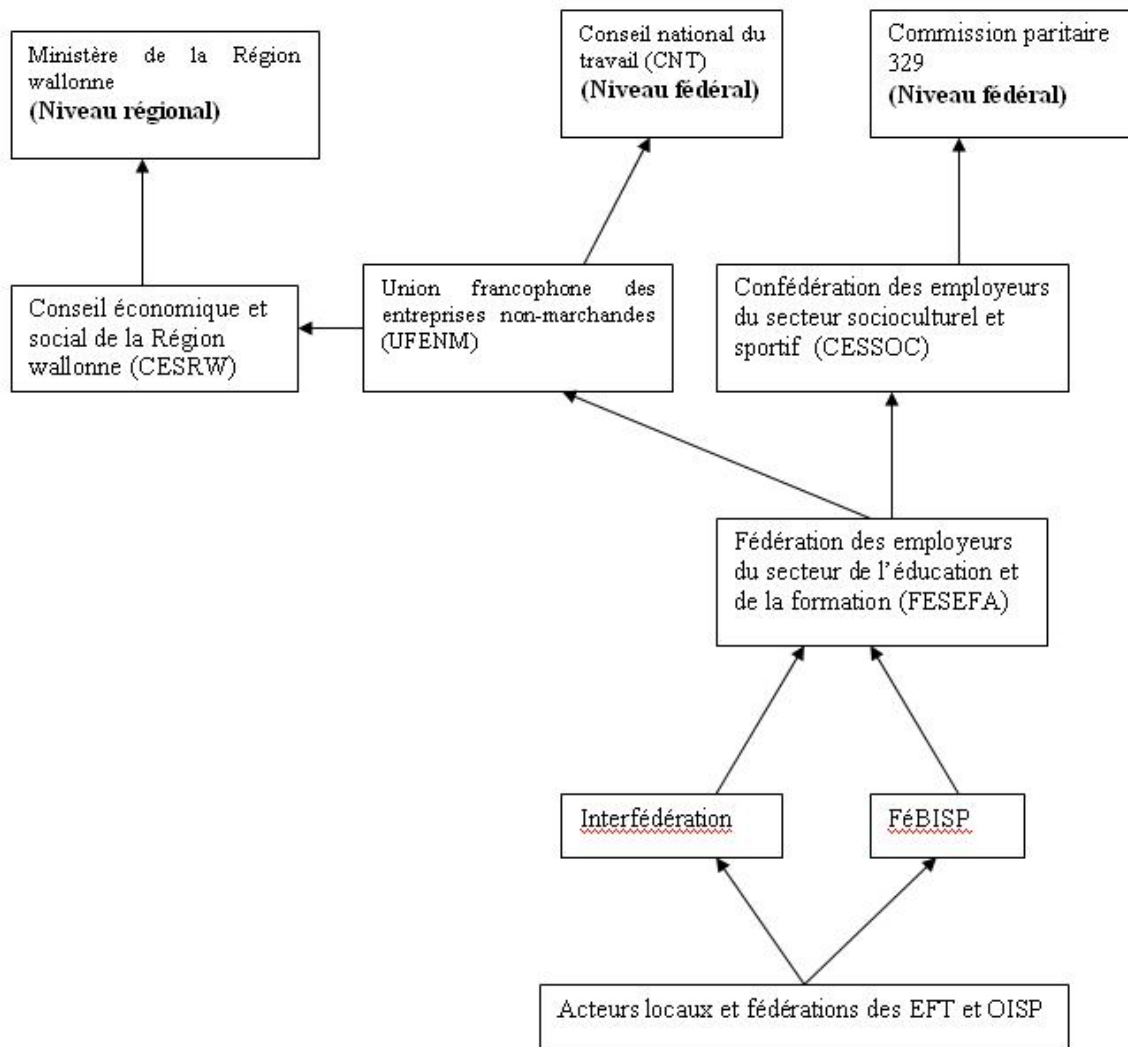 Ministère de la Région
wallonne
(Niveau régional)
Conseil national du
travail (CNT)
(Niveau fédéral)
Commission paritaire
329
(Niveau fédéral)
Conseil économique et
social de la Région
wallonne (CESRW)
Union francophone des
entreprises non-marchandes
(UFENM)
Confédération des employeurs
du secteur socioculturel et
sportif (CESSOC)
Fédération des employeurs
du secteur de l'éducation et
de la formation (FESEFA)
Interfédération
FéBISP
Acteurs locaux et fédérations des EFT et OISP